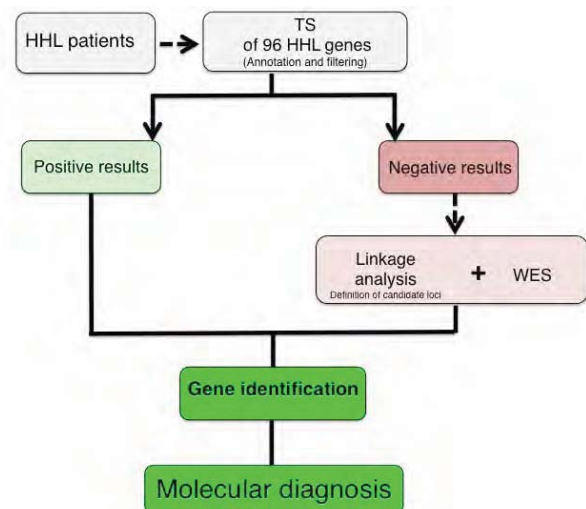 HHL patients
TS
of 96 HHL genes
(Annotation and filtering)
Positive results
Negative results
Linkage
analysis
Definition of candidate loci
+
WES
Gene identification
Molecular diagnosis